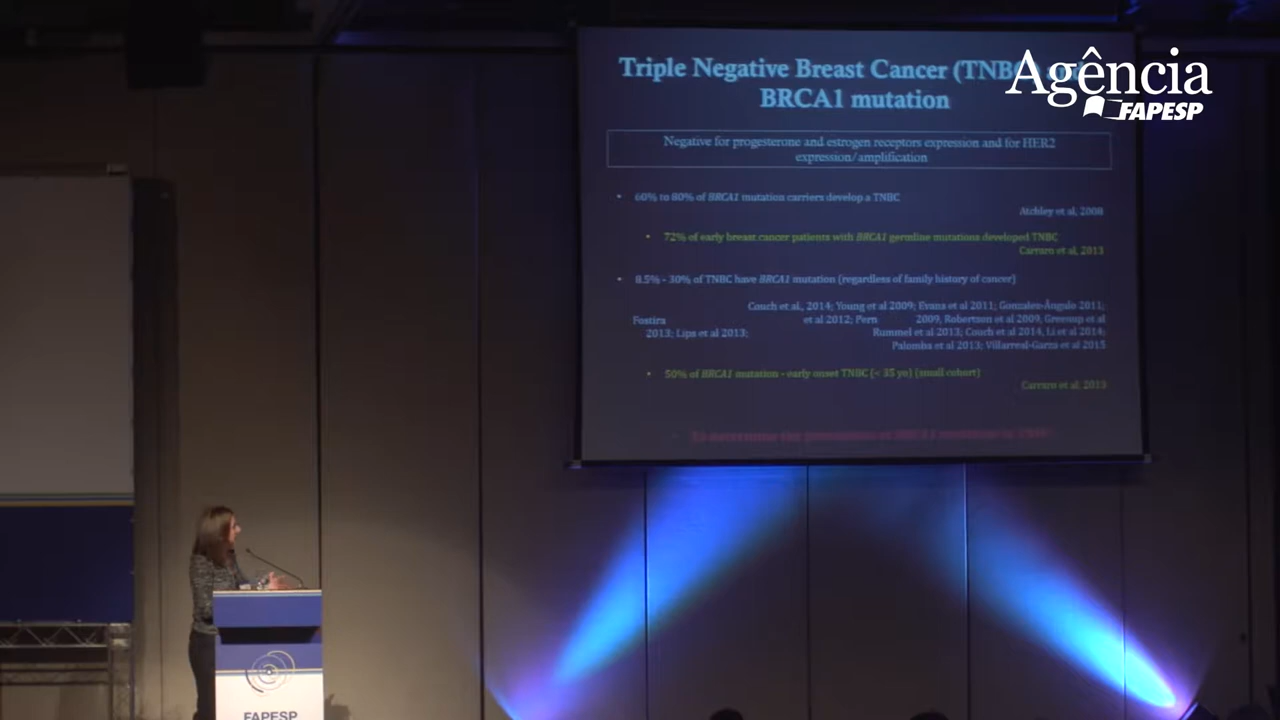 Triple Negative Breast Cancer (TNBC)
BRCA1 mutation
Agência
FAPESP
Negative for progesterone and estrogen receptors expression and for HER2
expression/amplification
• 60% to 80% of BRCA1 mutation carriers develop a TNBC
Atchley et al, 2008
• 72% of early breast cancer patients with BRCA1 germline mutations developed TNBC
Carraro et al, 2013
• 8.5% - 30% of TNBC have BRCA1 mutation (regardless of family history of cancer)
Couch et al., 2014; Young et al 2009; Evans et al 2011; Gonzalez-Angulo 2011;
Fostira et al 2012; Pern 2009, Robertson et al 2009, Greenup et al
2013; Lips et al 2013; Rummel et al 2013; Couch et al 2014, Li et al 2014;
Palomba et al 2013; Villarreal-Garza et al 2015
• 50% of BRCA1 mutation - early onset TNBC (< 35 yo) (small cohort)
Carraro et al, 2013
FAPESP